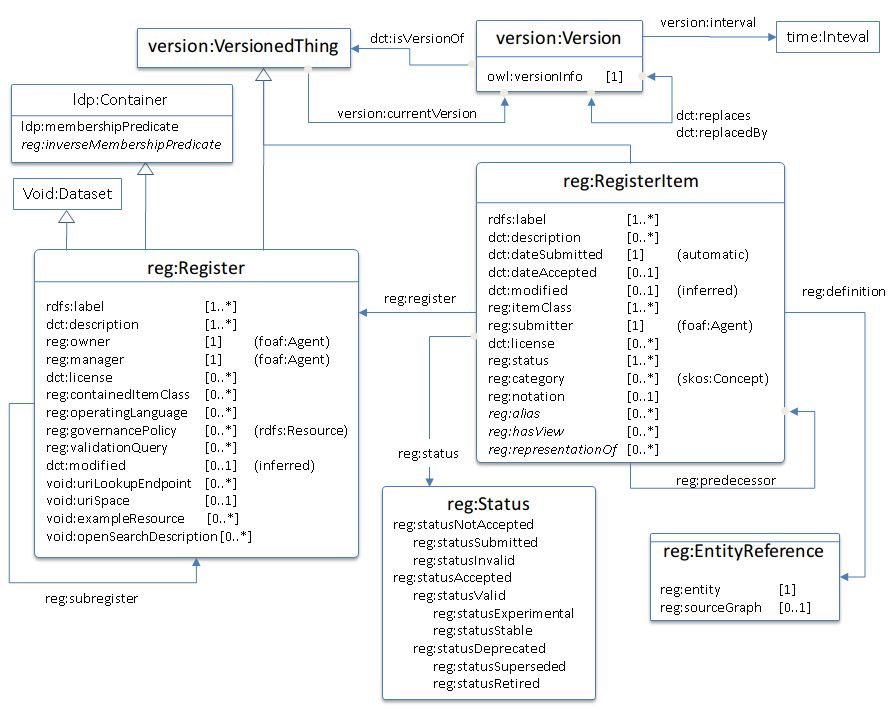 version:VersionedThing
dct:isVersionOf
version:Version
owl:versionInfo [1]
version:interval
time:Inteval
version:currentVersion
dct:replaces
dct:replacedBy
ldp:Container
ldp:membershipPredicate
reg:inverseMembershipPredicate
Void:Dataset
reg:Register
rdfs:label [1..*]
dct:description [1..*]
reg:owner [1] (foaf:Agent)
reg:manager [1] (foaf:Agent)
dct:license [0..*]
reg:containedItemClass [0..*]
reg:operatingLanguage [0..*]
reg:governancePolicy [0..*] (rdfs:Resource)
reg:validationQuery [0..*]
dct:modified [0..1] (inferred)
void:uriLookupEndpoint [0..*]
void:uriSpace [0..1]
void:exampleResource [0..*]
void:openSearchDescription [0..*]
reg:subregister
reg:register
reg:RegisterItem
rdfs:label [1..*]
dct:description [0..*]
dct:dateSubmitted [1] (automatic)
dct:dateAccepted [0..1]
dct:modified [0..1] (inferred)
reg:itemClass [1..*]
reg:submitter [1] (foaf:Agent)
dct:license [0..*]
reg:status [1..*]
reg:category [0..*] (skos:Concept)
reg:notation [0..1]
reg:alias [0..*]
reg:hasView [0..*]
reg:representationOf [0..*]
reg:definition
reg:predecessor
reg:status
reg:Status
reg:statusNotAccepted
reg:statusSubmitted
reg:statusInvalid
reg:statusAccepted
reg:statusValid
reg:statusExperimental
reg:statusStable
reg:statusDeprecated
reg:statusSuperseded
reg:statusRetired
reg:EntityReference
reg:entity [1]
reg:sourceGraph [0..1]